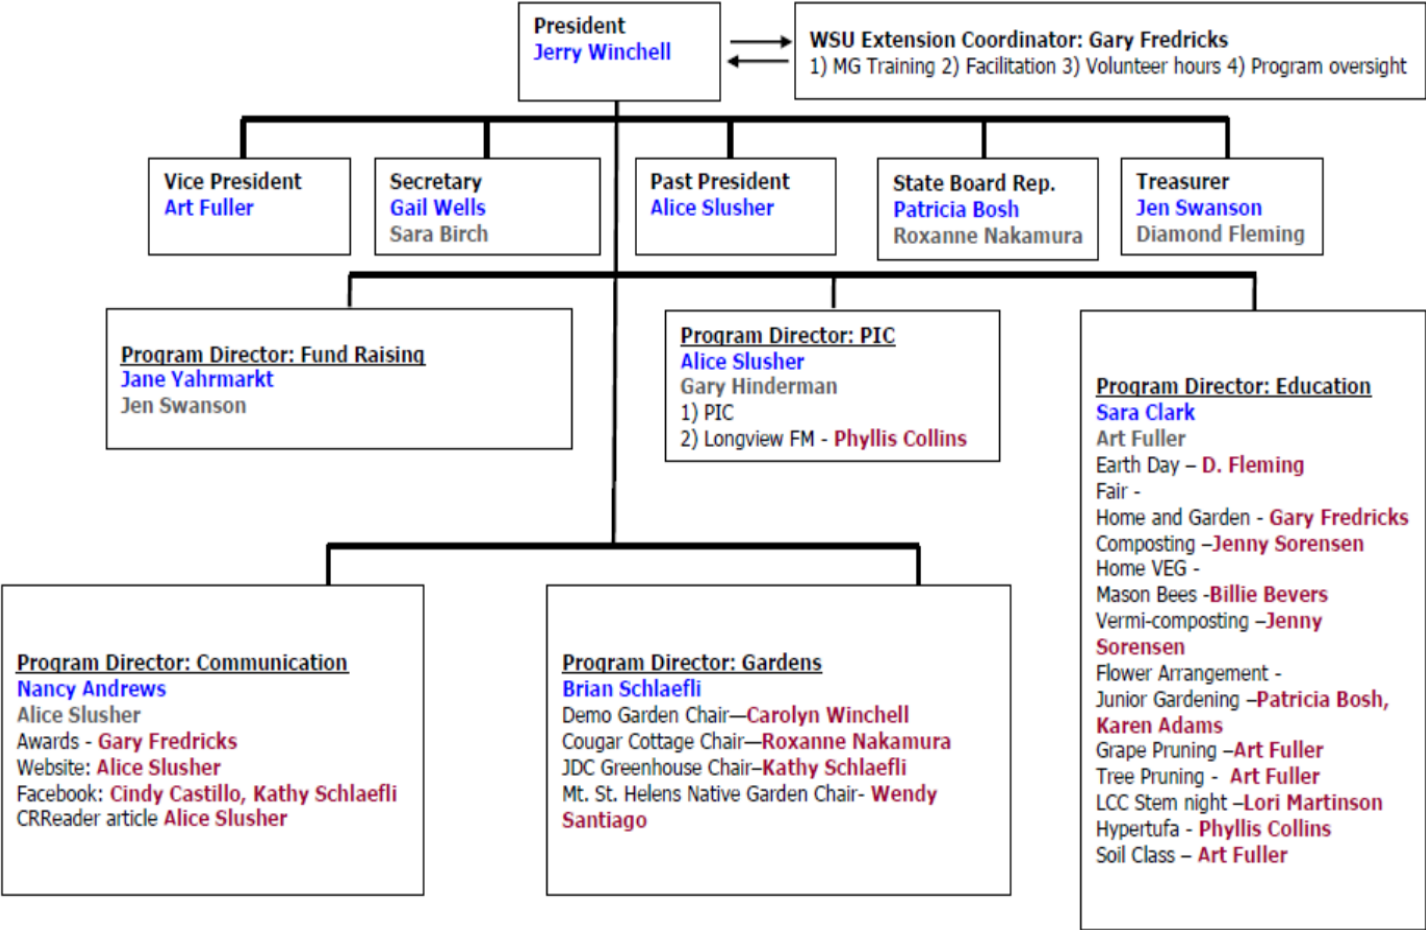 President
Jerry Winchell
WSU Extension Coordinator: Gary Fredricks
1) MG Training 2) Facilitation 3) Volunteer hours 4) Program oversight
Vice President
Art Fuller
Secretary
Gail Wells
Sara Birch
Past President
Alice Slusher
State Board Rep.
Patricia Bosh
Roxanne Nakamura
Treasurer
Jen Swanson
Diamond Fleming
Program Director: Fund Raising
Jane Yahrmarkt
Jen Swanson
Program Director: PIC
Alice Slusher
Gary Hinderman
1) PIC
2) Longview FM - Phyllis Collins
Program Director: Education
Sara Clark
Art Fuller
Earth Day – D. Fleming
Fair -
Home and Garden - Gary Fredricks
Composting –Jenny Sorensen
Home VEG -
Mason Bees -Billie Bevers
Vermi-composting –Jenny
Sorensen
Flower Arrangement -
Junior Gardening –Patricia Bosh,
Karen Adams
Grape Pruning –Art Fuller
Tree Pruning - Art Fuller
LCC Stem night –Lori Martinson
Hypertufa - Phyllis Collins
Soil Class – Art Fuller
Program Director: Communication
Nancy Andrews
Alice Slusher
Awards - Gary Fredricks
Website: Alice Slusher
Facebook: Cindy Castillo, Kathy Schlaefli
CRReader article Alice Slusher
Program Director: Gardens
Brian Schlaefli
Demo Garden Chair—Carolyn Winchell
Cougar Cottage Chair—Roxanne Nakamura
JDC Greenhouse Chair–Kathy Schlaefli
Mt. St. Helens Native Garden Chair- Wendy
Santiago